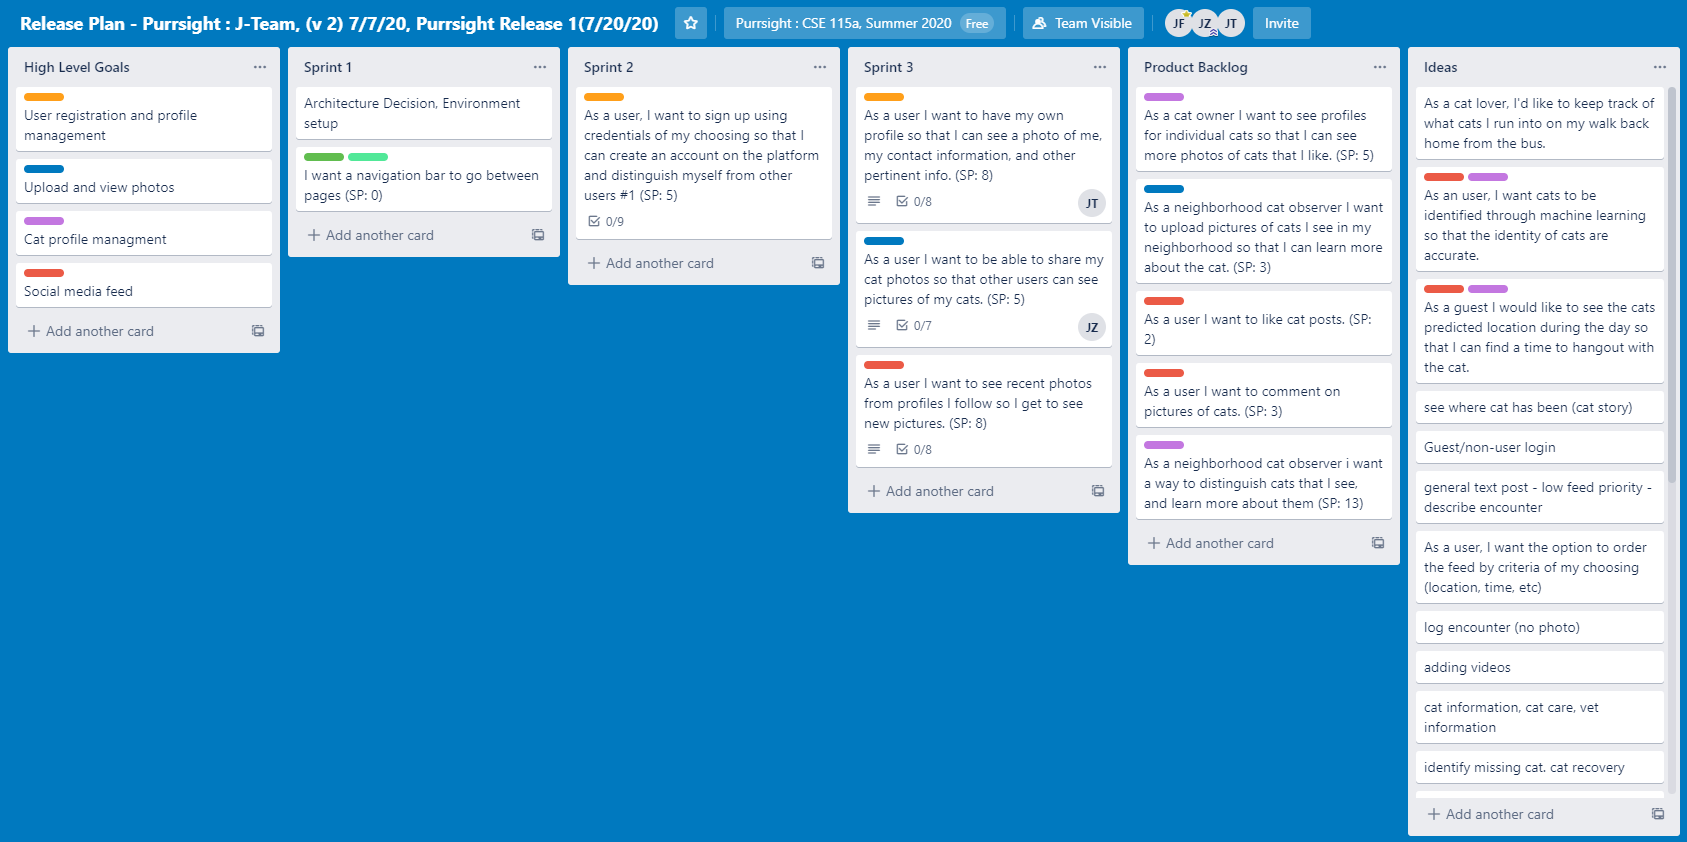 Release Plan - Purrsight : J-Team, (v 2) 7/7/20, Purrsight Release 1(7/20/20)
Purrsight : CSE 115a, Summer 2020 Free
Team Visible
JF JZ JT
Invite
High Level Goals
User registration and profile
management
Upload and view photos
Cat profile managment
Social media feed
Add another card
Sprint 1
Architecture Decision, Environment
setup
I want a navigation bar to go between
pages (SP: 0)
Add another card
Sprint 2
As a user, I want to sign up using
credentials of my choosing so that I
can create an account on the platform
and distinguish myself from other
users #1 (SP: 5)
0/9
Add another card
Sprint 3
As a user I want to have my own
profile so that I can see a photo of me,
my contact information, and other
pertinent info. (SP: 8)
0/8
JT
As a user I want to be able to share my
cat photos so that other users can see
pictures of my cats. (SP: 5)
0/7
JZ
As a user I want to see recent photos
from profiles I follow so I get to see
new pictures. (SP: 8)
0/8
Add another card
Product Backlog
As a cat owner I want to see profiles
for individual cats so that I can see
more photos of cats that I like. (SP: 5)
As a neighborhood cat observer I want
to upload pictures of cats I see in my
neighborhood so that I can learn more
about the cat. (SP: 3)
As a user I want to like cat posts. (SP:
2)
As a user I want to comment on
pictures of cats. (SP: 3)
As a neighborhood cat observer i want
a way to distinguish cats that I see,
and learn more about them (SP: 13)
Add another card
Ideas
As a cat lover, I'd like to keep track of
what cats I run into on my walk back
home from the bus.
As an user, I want cats to be
identified through machine learning
so that the identity of cats are
accurate.
As a guest I would like to see the cats
predicted location during the day so
that I can find a time to hangout with
the cat.
see where cat has been (cat story)
Guest/non-user login
general text post - low feed priority -
describe encounter
As a user, I want the option to order
the feed by criteria of my choosing
(location, time, etc)
log encounter (no photo)
adding videos
cat information, cat care, vet
information
identify missing cat. cat recovery
Add another card